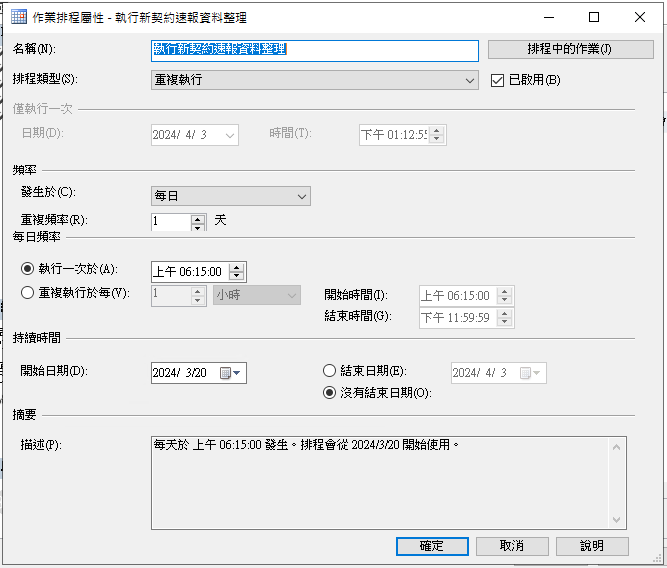 作業排程屬性 - 執行新契約速報資料整理
名稱(N): 執行新契約速報資料整理 排程中的作業(J)
排程類型(S): 重複執行 已啟用(B)
僅執行一次
日期(D): 2024/ 4/ 3 時間(T): 下午 01:12:55
頻率
發生於(C): 每日
重複頻率(R): 1 天
每日頻率
執行一次於(A): 上午 06:15:00
重複執行於每(V): 1 小時 開始時間(I): 上午 06:15:00
結束時間(G): 下午 11:59:59
持續時間
開始日期(D): 2024/ 3/20 結束日期(E): 2024/ 4/ 3
沒有結束日期(O):
摘要
描述(P): 每天於 上午 06:15:00 發生。排程會從 2024/3/20 開始使用。
確定 取消 說明